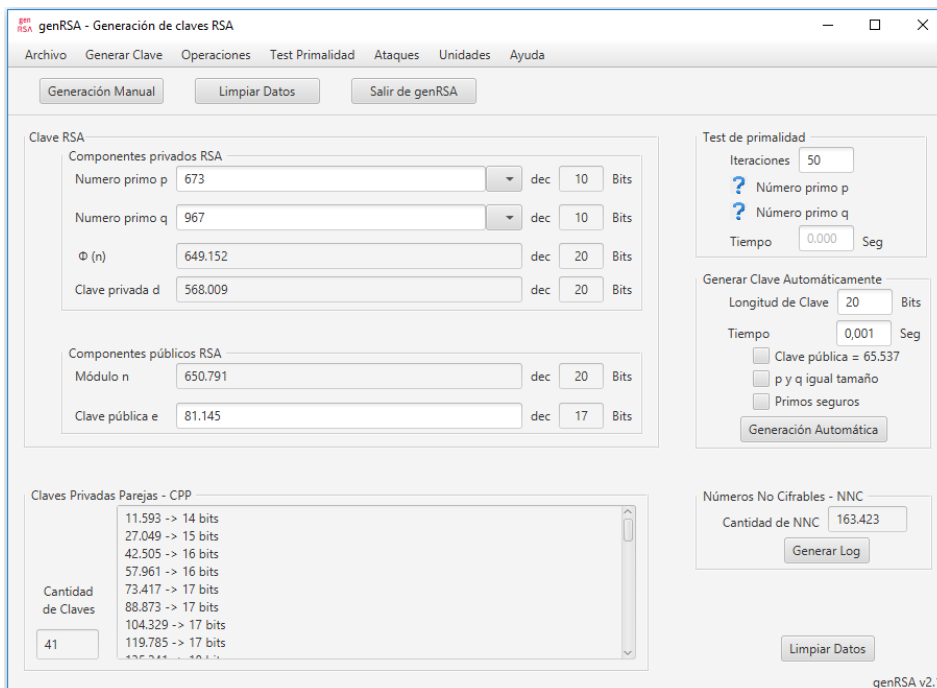 gen RSA genRSA - Generación de claves RSA
Archivo Generar Clave Operaciones Test Primalidad Ataques Unidades Ayuda
Generación Manual Limpiar Datos Salir de genRSA
Clave RSA
Componentes privados RSA
Numero primo p 673 dec 10 Bits
Numero primo q 967 dec 10 Bits
Φ (n) 649.152 dec 20 Bits
Clave privada d 568.009 dec 20 Bits
Componentes públicos RSA
Módulo n 650.791 dec 20 Bits
Clave pública e 81.145 dec 17 Bits
Test de primalidad
Iteraciones 50
? Número primo p
? Número primo q
Tiempo 0.000 Seg
Generar Clave Automáticamente
Longitud de Clave 20 Bits
Tiempo 0,001 Seg
Clave pública = 65.537
p y q igual tamaño
Primos seguros
Generación Automática
Claves Privadas Parejas - CPP
Cantidad
de Claves
41
11.593 -> 14 bits
27.049 -> 15 bits
42.505 -> 16 bits
57.961 -> 16 bits
73.417 -> 17 bits
88.873 -> 17 bits
104.329 -> 17 bits
119.785 -> 17 bits
Números No Cifrables - NNC
Cantidad de NNC 163.423
Generar Log
Limpiar Datos
genRSA